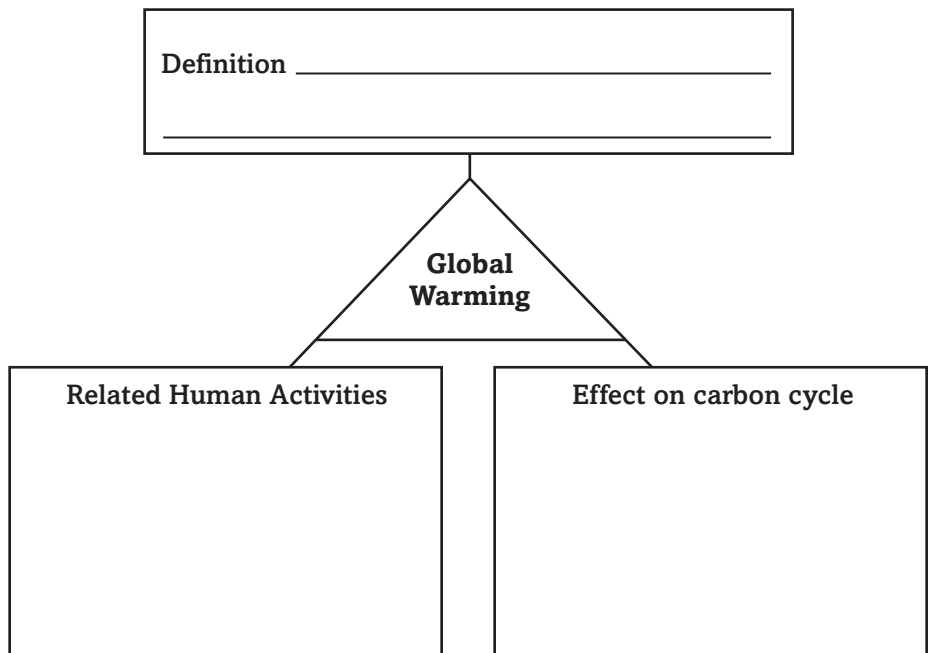 Definition
Global
Warming
Related Human Activities
Effect on carbon cycle